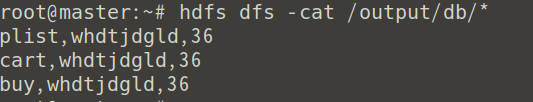 root@master:~# hdfs dfs -cat /output/db/*
plist,whdtjdgld,36
cart,whdtjdgld,36
buy,whdtjdgld,36